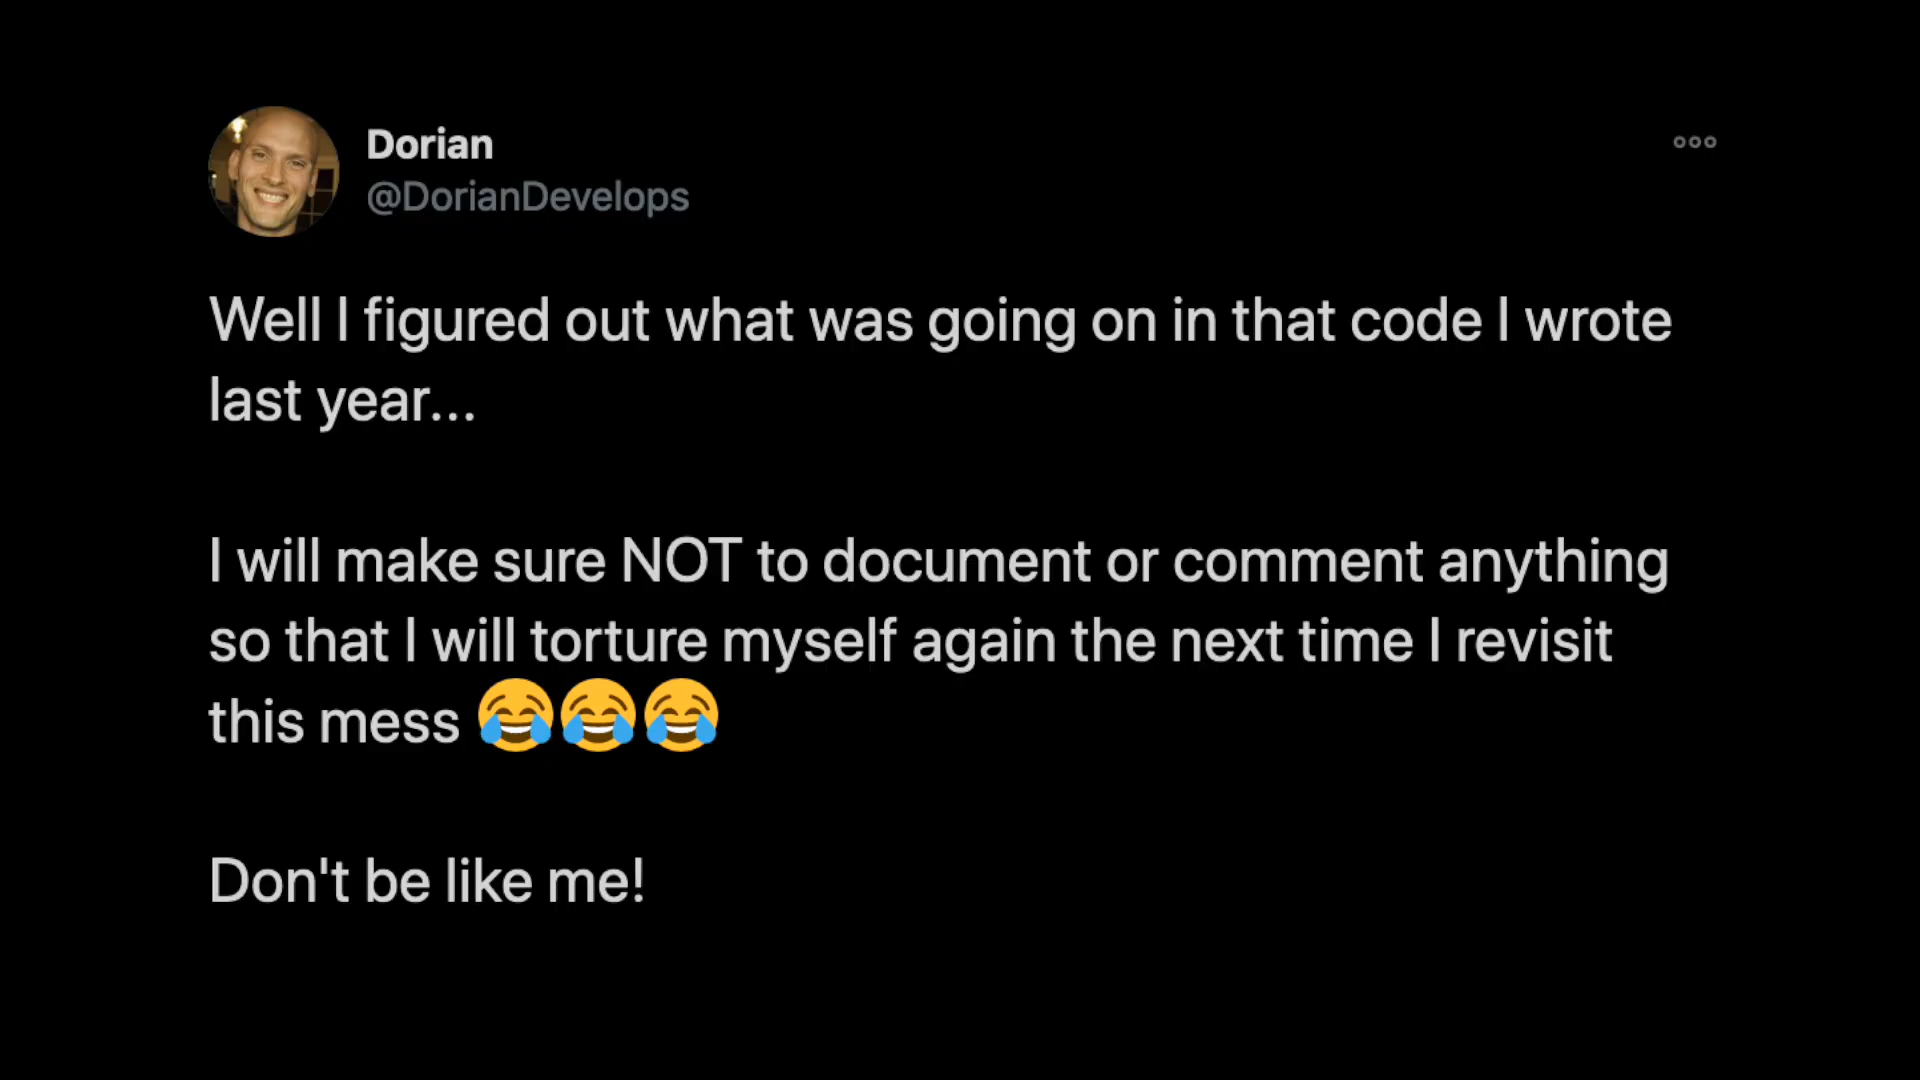 Dorian
@DorianDevelops
Well I figured out what was going on in that code I wrote
last year...
I will make sure NOT to document or comment anything
so that I will torture myself again the next time I revisit
this mess 😂😂😂
Don't be like me!